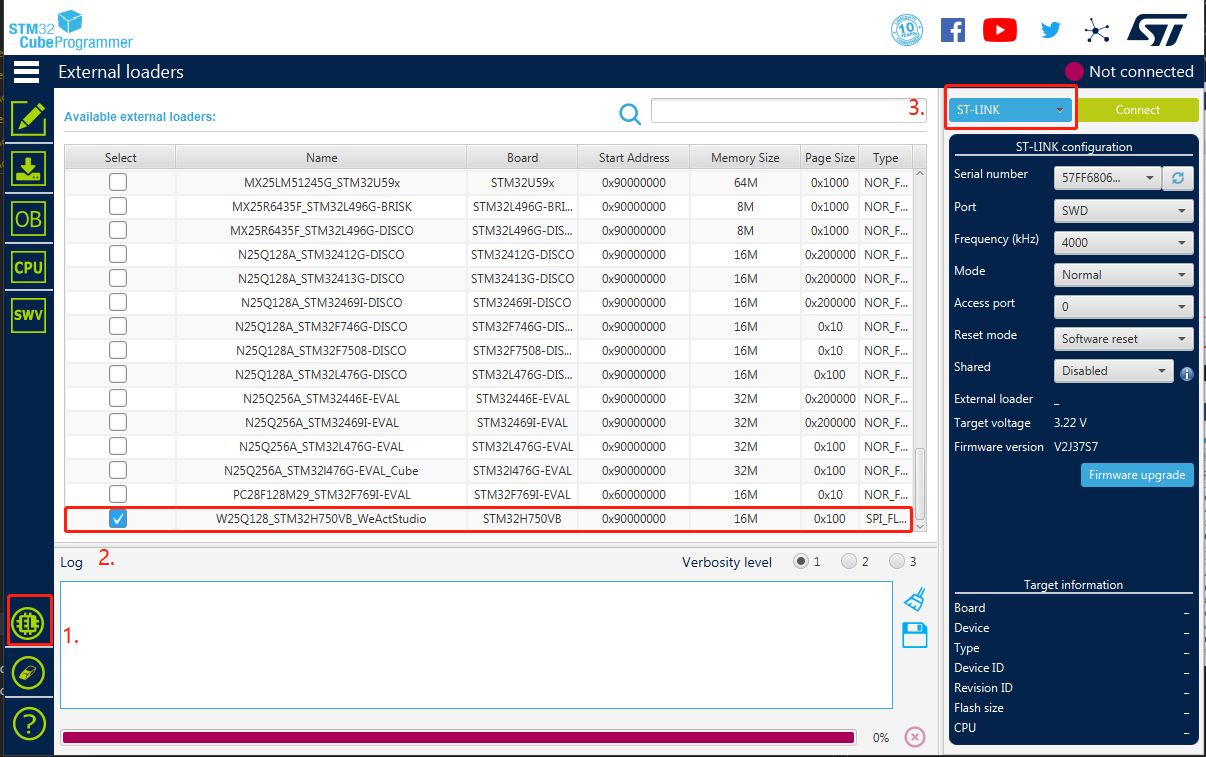 STM32
CubeProgrammer
10 YEARS
ST
External loaders
Not connected
Available external loaders:
3.
ST-LINK
Connect
Select Name Board Start Address Memory Size Page Size Type
MX25LM51245G_STM32U59x STM32U59x 0x90000000 64M 0x1000 NOR_F...
MX25R6435F_STM32L496G-BRISK STM32L496G-BRI... 0x90000000 8M 0x1000 NOR_F...
MX25R6435F_STM32L496G-DISCO STM32L496G-DIS... 0x90000000 8M 0x1000 NOR_F...
N25Q128A_STM32412G-DISCO STM32412G-DISCO 0x90000000 16M 0x200000 NOR_F...
N25Q128A_STM32413G-DISCO STM32413G-DISCO 0x90000000 16M 0x200000 NOR_F...
N25Q128A_STM32469I-DISCO STM32469I-DISCO 0x90000000 16M 0x200000 NOR_F...
N25Q128A_STM32F746G-DISCO STM32F746G-DIS... 0x90000000 16M 0x10 NOR_F...
N25Q128A_STM32F7508-DISCO STM32F7508-DIS... 0x90000000 16M 0x10 NOR_F...
N25Q128A_STM32L476G-DISCO STM32L476G-DIS... 0x90000000 16M 0x100 NOR_F...
N25Q256A_STM32446E-EVAL STM32446E-EVAL 0x90000000 32M 0x200000 NOR_F...
N25Q256A_STM32469I-EVAL STM32469I-EVAL 0x90000000 32M 0x200000 NOR_F...
N25Q256A_STM32L476G-EVAL STM32L476G-EVAL 0x90000000 32M 0x100 NOR_F...
N25Q256A_STM32l476G-EVAL_Cube STM32l476G-EVAL 0x90000000 32M 0x100 NOR_F...
PC28F128M29_STM32F769I-EVAL STM32F769I-EVAL 0x60000000 16M 0x10 NOR_F...
W25Q128_STM32H750VB_WeActStudio STM32H750VB 0x90000000 16M 0x100 SPI_FL...
OB
CPU
SWV
EL
?
1.
Log
2.
Verbosity level 1 2 3
0%
ST-LINK configuration
Serial number 57FF6806...
Port SWD
Frequency (kHz) 4000
Mode Normal
Access port 0
Reset mode Software reset
Shared Disabled
External loader _
Target voltage 3.22 V
Firmware version V2J37S7
Firmware upgrade
Target information
Board _
Device _
Type _
Device ID _
Revision ID _
Flash size _
CPU _